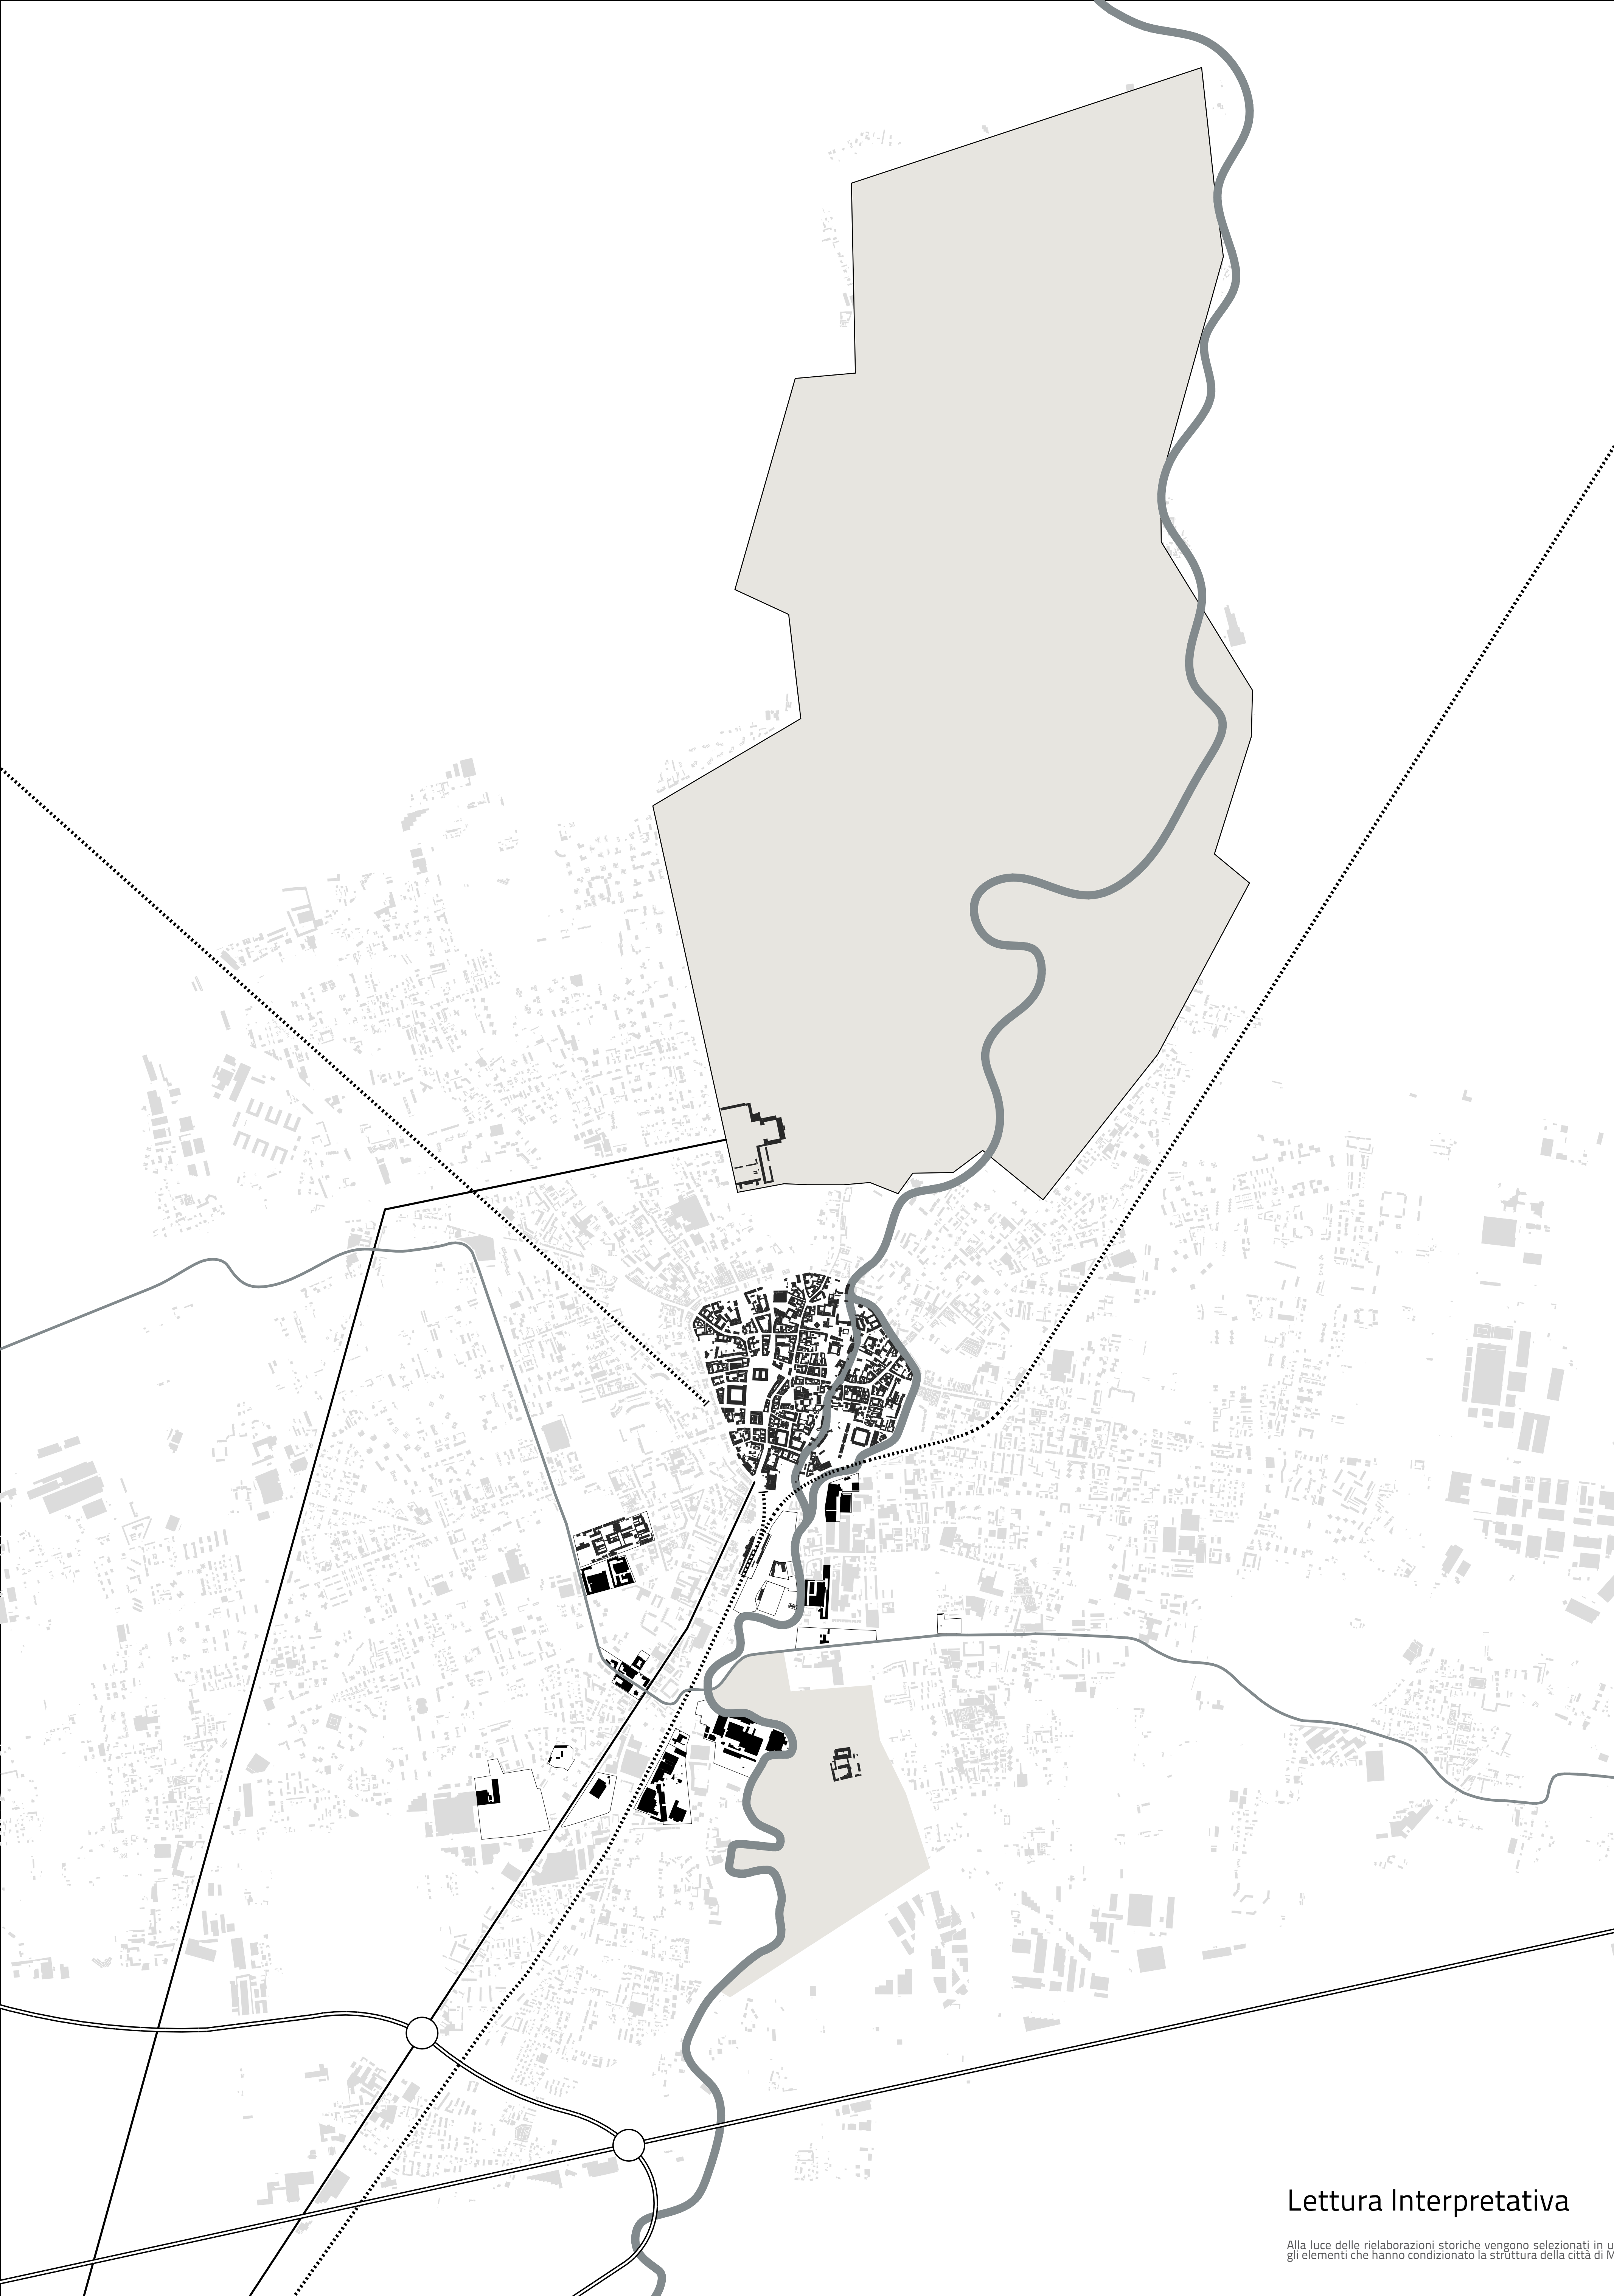 Lettura Interpretativa
Alla luce delle rielaborazioni storiche vengono selezionati in u
gli elementi che hanno condizionato la struttura della città di M